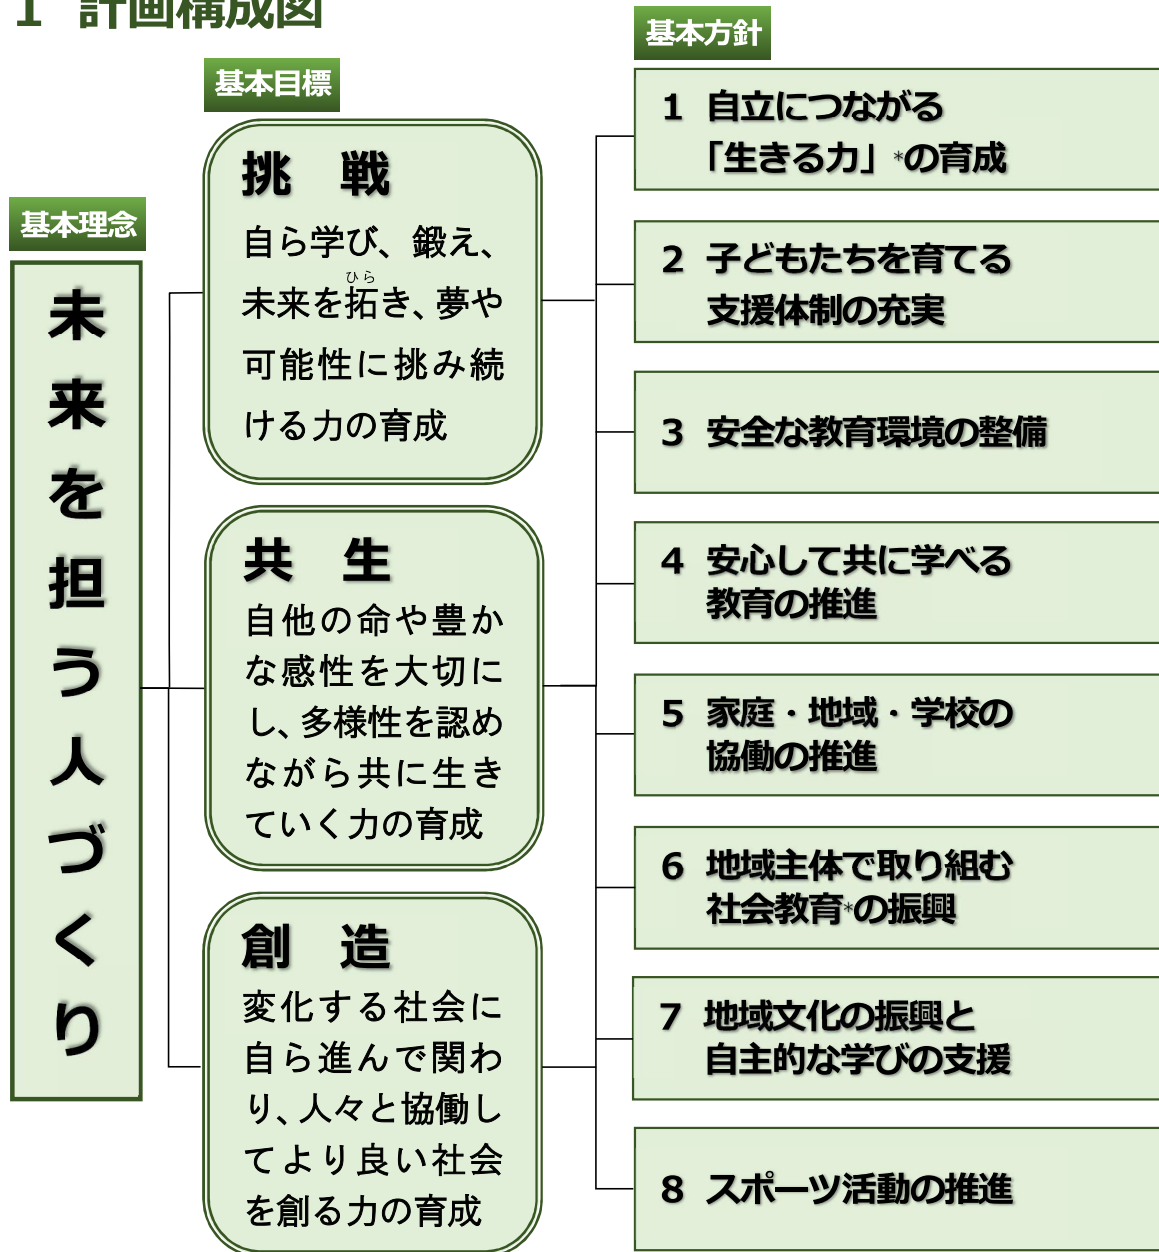 1 計画構成図
基本理念
未来を担う人づくり
基本目標
挑 戦
自ら学び、鍛え、
ひら
未来を拓き、夢や
可能性に挑み続
ける力の育成
共 生
自他の命や豊か
な感性を大切に
し、多様性を認め
ながら共に生き
ていく力の育成
創 造
変化する社会に
自ら進んで関わ
り、人々と協働し
てより良い社会
を創る力の育成
基本方針
1 自立につながる
「生きる力」*の育成
2 子どもたちを育てる
支援体制の充実
3 安全な教育環境の整備
4 安心して共に学べる
教育の推進
5 家庭・地域・学校の
協働の推進
6 地域主体で取り組む
社会教育*の振興
7 地域文化の振興と
自主的な学びの支援
8 スポーツ活動の推進